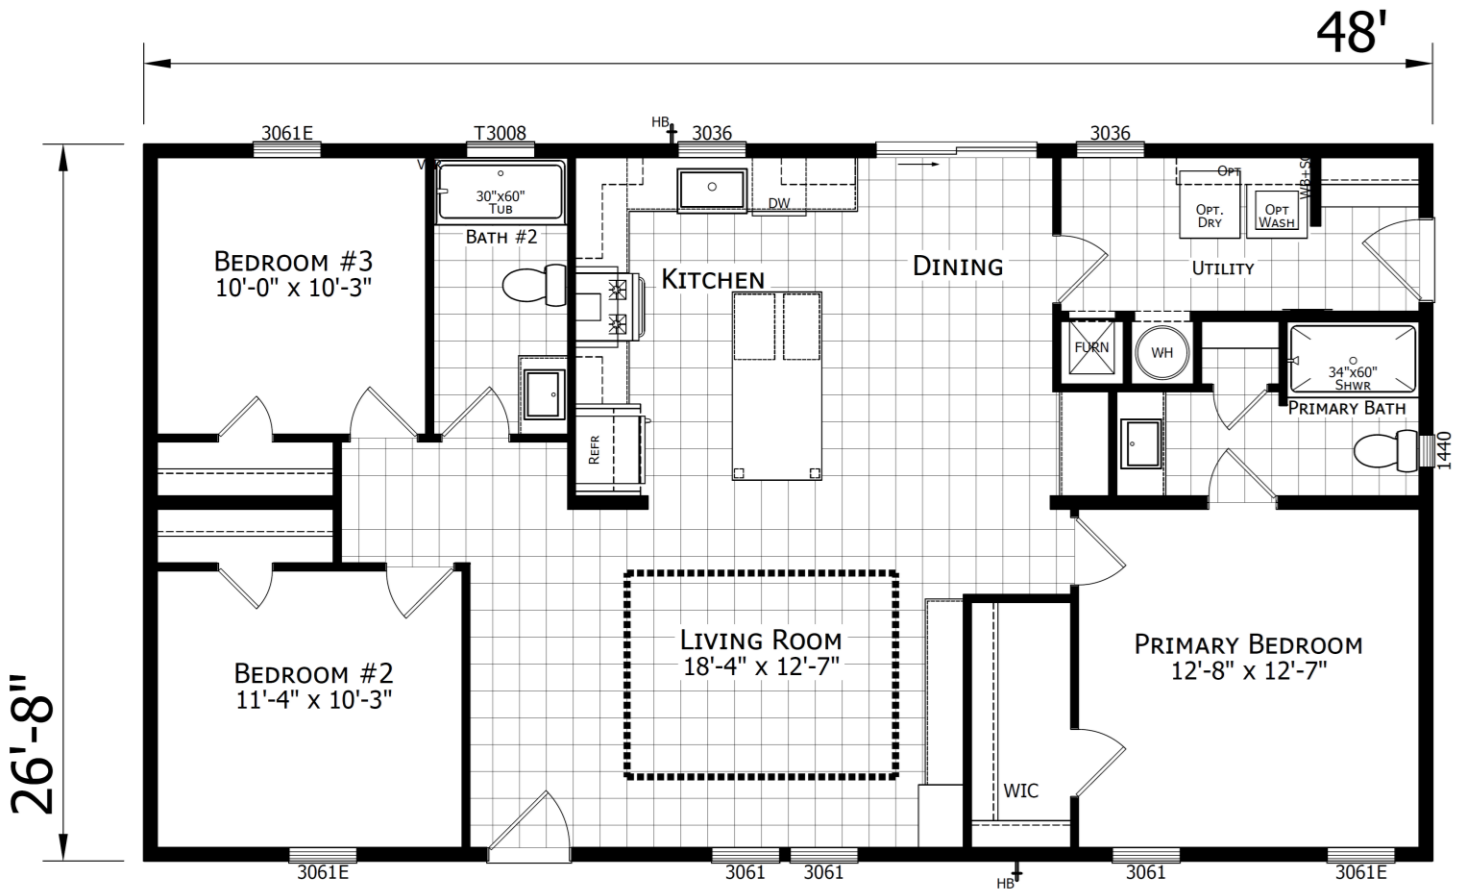 48'
HB
3061E
T3008
3036
3036
30"x60"
TUB
DW
OPT
WB+S
OPT.
DRY
OPT
WASH
BATH #2
BEDROOM #3
10'-0" x 10'-3"
KITCHEN
DINING
UTILITY
FURN
WH
34"x60"
SHWR
PRIMARY BATH
REFR
1440
LIVING ROOM
18'-4" x 12'-7"
PRIMARY BEDROOM
12'-8" x 12'-7"
BEDROOM #2
11'-4" x 10'-3"
26'-8"
WIC
3061E
3061
3061
HB
3061
3061E